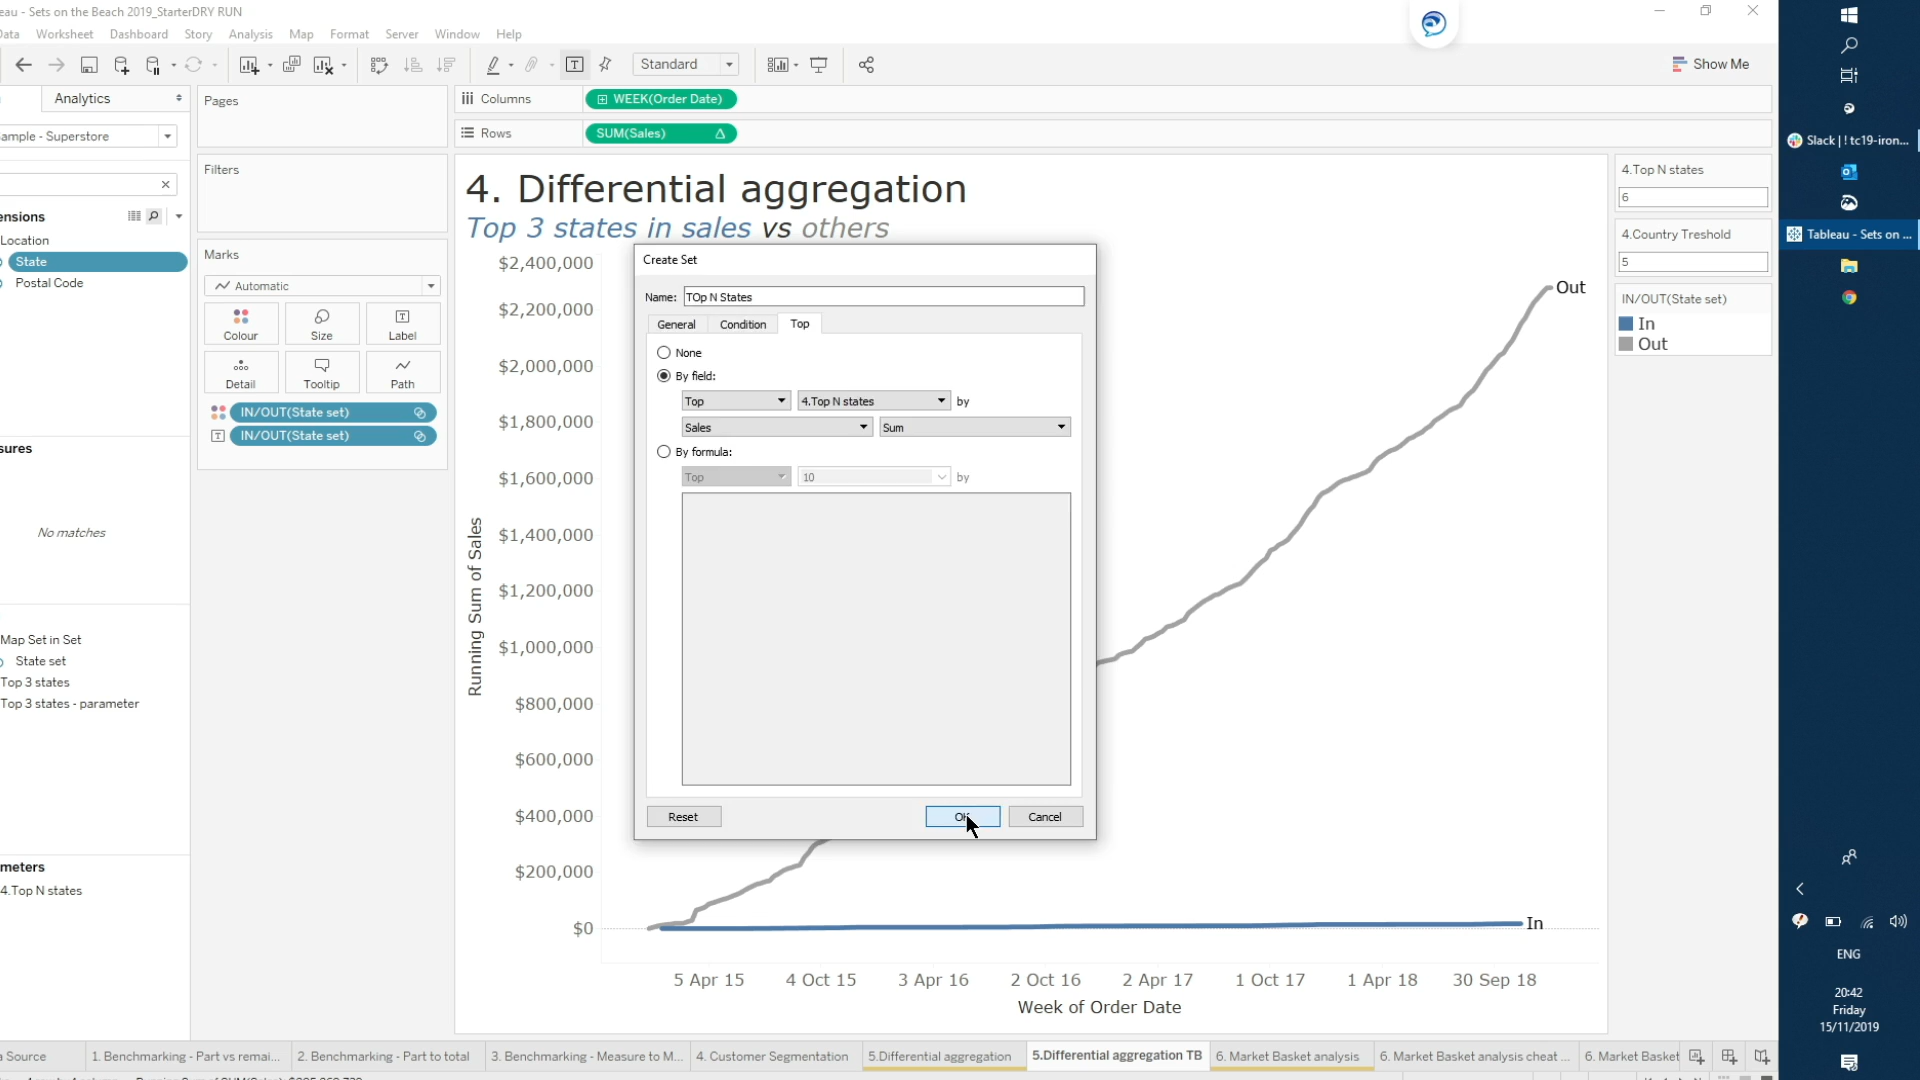 eau - Sets on the Beach 2019_StarterDRY RUN
Data Worksheet Dashboard Story Analysis Map Format Server Window Help
Standard
Show Me
Analytics
ample - Superstore
ensions
Location
State
Postal Code
sures
No matches
Map Set in Set
State set
Top 3 states
Top 3 states - parameter
meters
4.Top N states
Pages
Filters
Marks
Automatic
Colour Size Label
Detail Tooltip Path
IN/OUT(State set)
IN/OUT(State set)
Columns WEEK(Order Date)
Rows SUM(Sales)
4. Differential aggregation
Top 3 states in sales vs others
$2,400,000
$2,200,000
$2,000,000
$1,800,000
$1,600,000
$1,400,000
$1,200,000
$1,000,000
$800,000
$600,000
$400,000
$200,000
$0
Running Sum of Sales
Out
In
5 Apr 15 4 Oct 15 3 Apr 16 2 Oct 16 2 Apr 17 1 Oct 17 1 Apr 18 30 Sep 18
Week of Order Date
Create Set
Name: TOp N States
General Condition Top
None
By field:
Top 4.Top N states by
Sales Sum
By formula:
Top 10 by
Reset OK Cancel
4.Top N states
6
4.Country Treshold
5
IN/OUT(State set)
In
Out
Slack | ! tc19-iron...
Tableau - Sets on ...
ENG
20:42
Friday
15/11/2019
a Source 1. Benchmarking - Part vs remai... 2. Benchmarking - Part to total 3. Benchmarking - Measure to M... 4. Customer Segmentation 5.Differential aggregation 5.Differential aggregation TB 6. Market Basket analysis 6. Market Basket analysis cheat ... 6. Market Basket